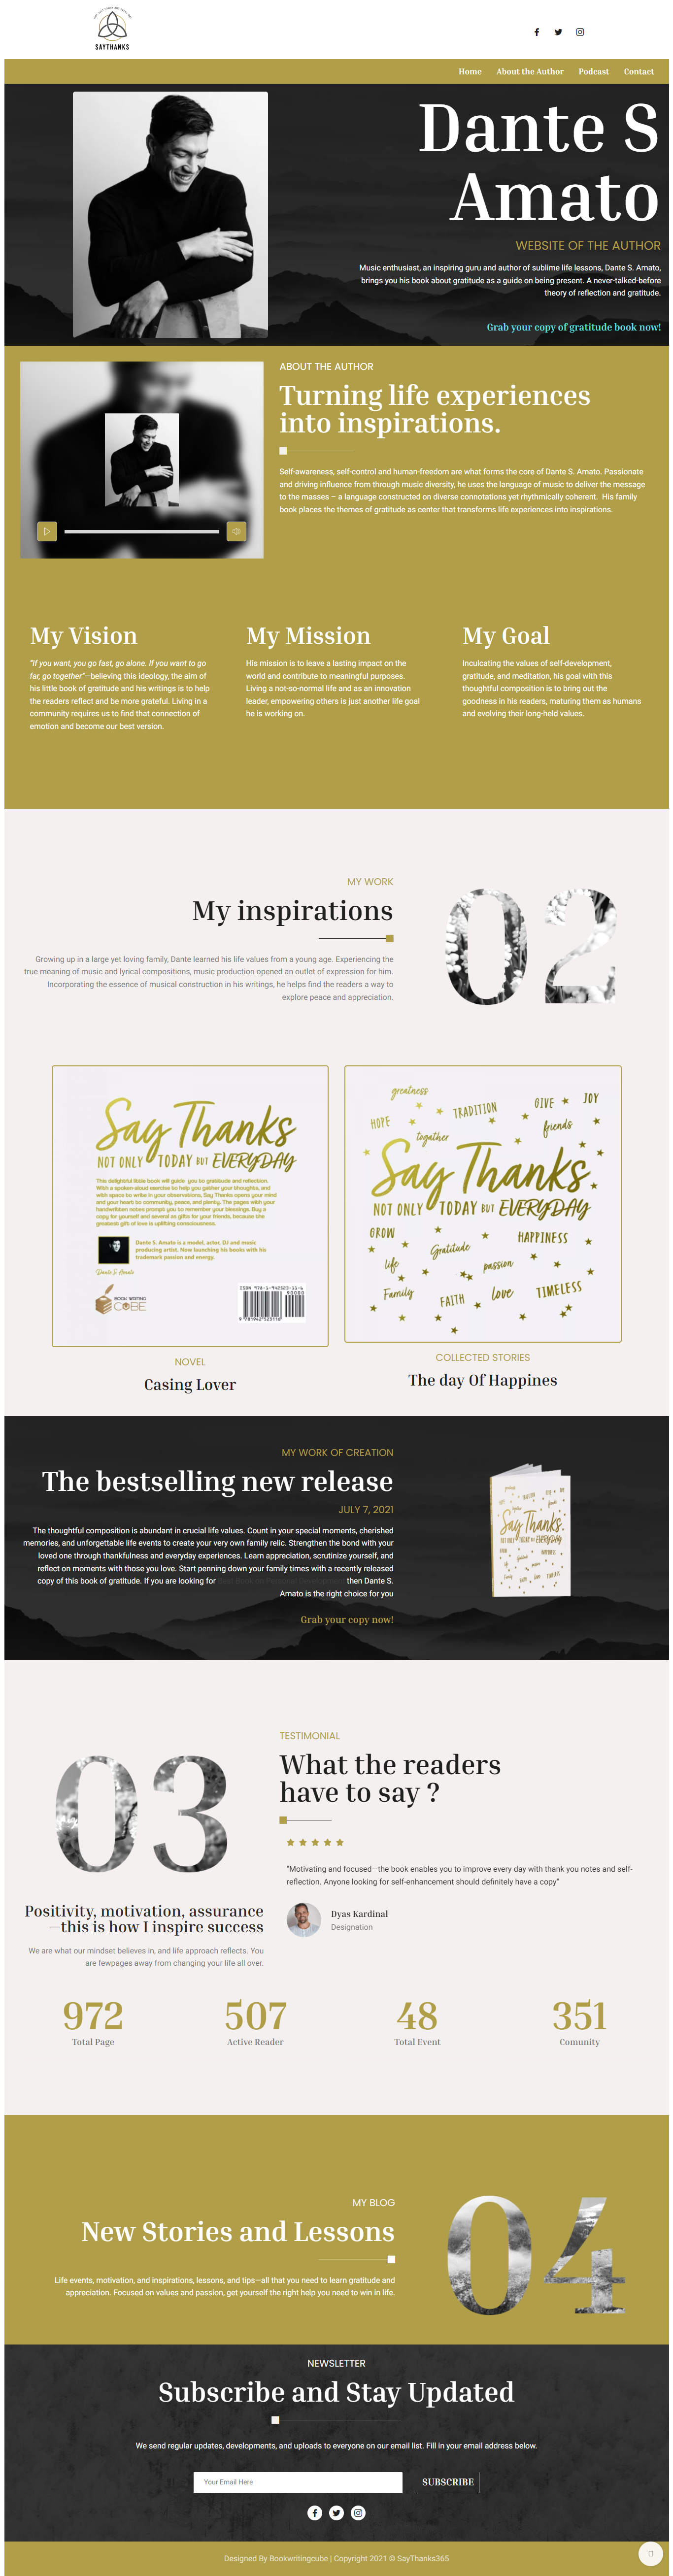 NOT ONLY TODAY BUT EVERYDAY
SAYTHANKS
Home About the Author Podcast Contact
Dante S
Amato
WEBSITE OF THE AUTHOR
Music enthusiast, an inspiring guru and author of sublime life lessons, Dante S. Amato,
brings you his book about gratitude as a guide on being present. A never-talked-before
theory of reflection and gratitude.
Grab your copy of gratitude book now!
ABOUT THE AUTHOR
Turning life experiences
into inspirations.
Self-awareness, self-control and human-freedom are what forms the core of Dante S. Amato. Passionate
and driving influence from through music diversity, he uses the language of music to deliver the message
to the masses – a language constructed on diverse connotations yet rhythmically coherent. His family
book places the themes of gratitude as center that transforms life experiences into inspirations.
My Vision
"If you want, you go fast, go alone. If you want to go
far, go together"—believing this ideology, the aim of
his little book of gratitude and his writings is to help
the readers reflect and be more grateful. Living in a
community requires us to find that connection of
emotion and become our best version.
My Mission
His mission is to leave a lasting impact on the
world and contribute to meaningful purposes.
Living a not-so-normal life and as an innovation
leader, empowering others is just another life goal
he is working on.
My Goal
Inculcating the values of self-development,
gratitude, and meditation, his goal with this
thoughtful composition is to bring out the
goodness in his readers, maturing them as humans
and evolving their long-held values.
MY WORK
My inspirations
Growing up in a large yet loving family, Dante learned his life values from a young age. Experiencing the
true meaning of music and lyrical compositions, music production opened an outlet of expression for him.
Incorporating the essence of musical construction in his writings, he helps find the readers a way to
explore peace and appreciation.
02
Say Thanks
NOT ONLY TODAY BUT EVERYDAY
This delightful little book will guide you to gratitude and reflection.
With a spoken-about exercise to help you gather your thoughts, and
with space to write in your observations, Say Thanks opens your mind
and your heart to community, peace, and plenty. The pages with your
handwritten notes prompt you to remember your blessings. Buy a
copy for yourself and several as gifts for your friends, because the
greatest gift of love is uplifting consciousness.
Dante S. Amato is a model, actor, DJ and music
producing artist. Now launching his books with his
trademark passion and energy.
Dante S. Amato
BOOK WRITING
CUBE
ISBN 978-1-942523-11-6
90000
9 781942 523116
NOVEL
Casing Lover
greatness
HOPE
TRADITION
GIVE
JOY
together
friends
Say Thanks
NOT ONLY TODAY BUT EVERYDAY
GROW
HAPPINESS
Gratitude
life
passion
Family
FAITH
love
TIMELESS
COLLECTED STORIES
The day Of Happines
MY WORK OF CREATION
The bestselling new release
JULY 7, 2021
The thoughtful composition is abundant in crucial life values. Count in your special moments, cherished
memories, and unforgettable life events to create your very own family relic. Strengthen the bond with your
loved one through thankfulness and everyday experiences. Learn appreciation, scrutinize yourself, and
reflect on moments with those you love. Start penning down your family times with a recently released
copy of this book of gratitude. If you are looking for then Dante S.
Amato is the right choice for you
Grab your copy now!
Say Thanks
03
Positivity, motivation, assurance
—this is how I inspire success
We are what our mindset believes in, and life approach reflects. You
are fewpages away from changing your life all over.
TESTIMONIAL
What the readers
have to say ?
"Motivating and focused—the book enables you to improve every day with thank you notes and self-
reflection. Anyone looking for self-enhancement should definitely have a copy"
Dyas Kardinal
Designation
972
Total Page
507
Active Reader
48
Total Event
351
Comunity
MY BLOG
New Stories and Lessons
Life events, motivation, and inspirations, lessons, and tips—all that you need to learn gratitude and
appreciation. Focused on values and passion, get yourself the right help you need to win in life.
04
NEWSLETTER
Subscribe and Stay Updated
We send regular updates, developments, and uploads to everyone on our email list. Fill in your email address below.
Your Email Here
SUBSCRIBE
Designed By Bookwritingcube | Copyright 2021 © SayThanks365